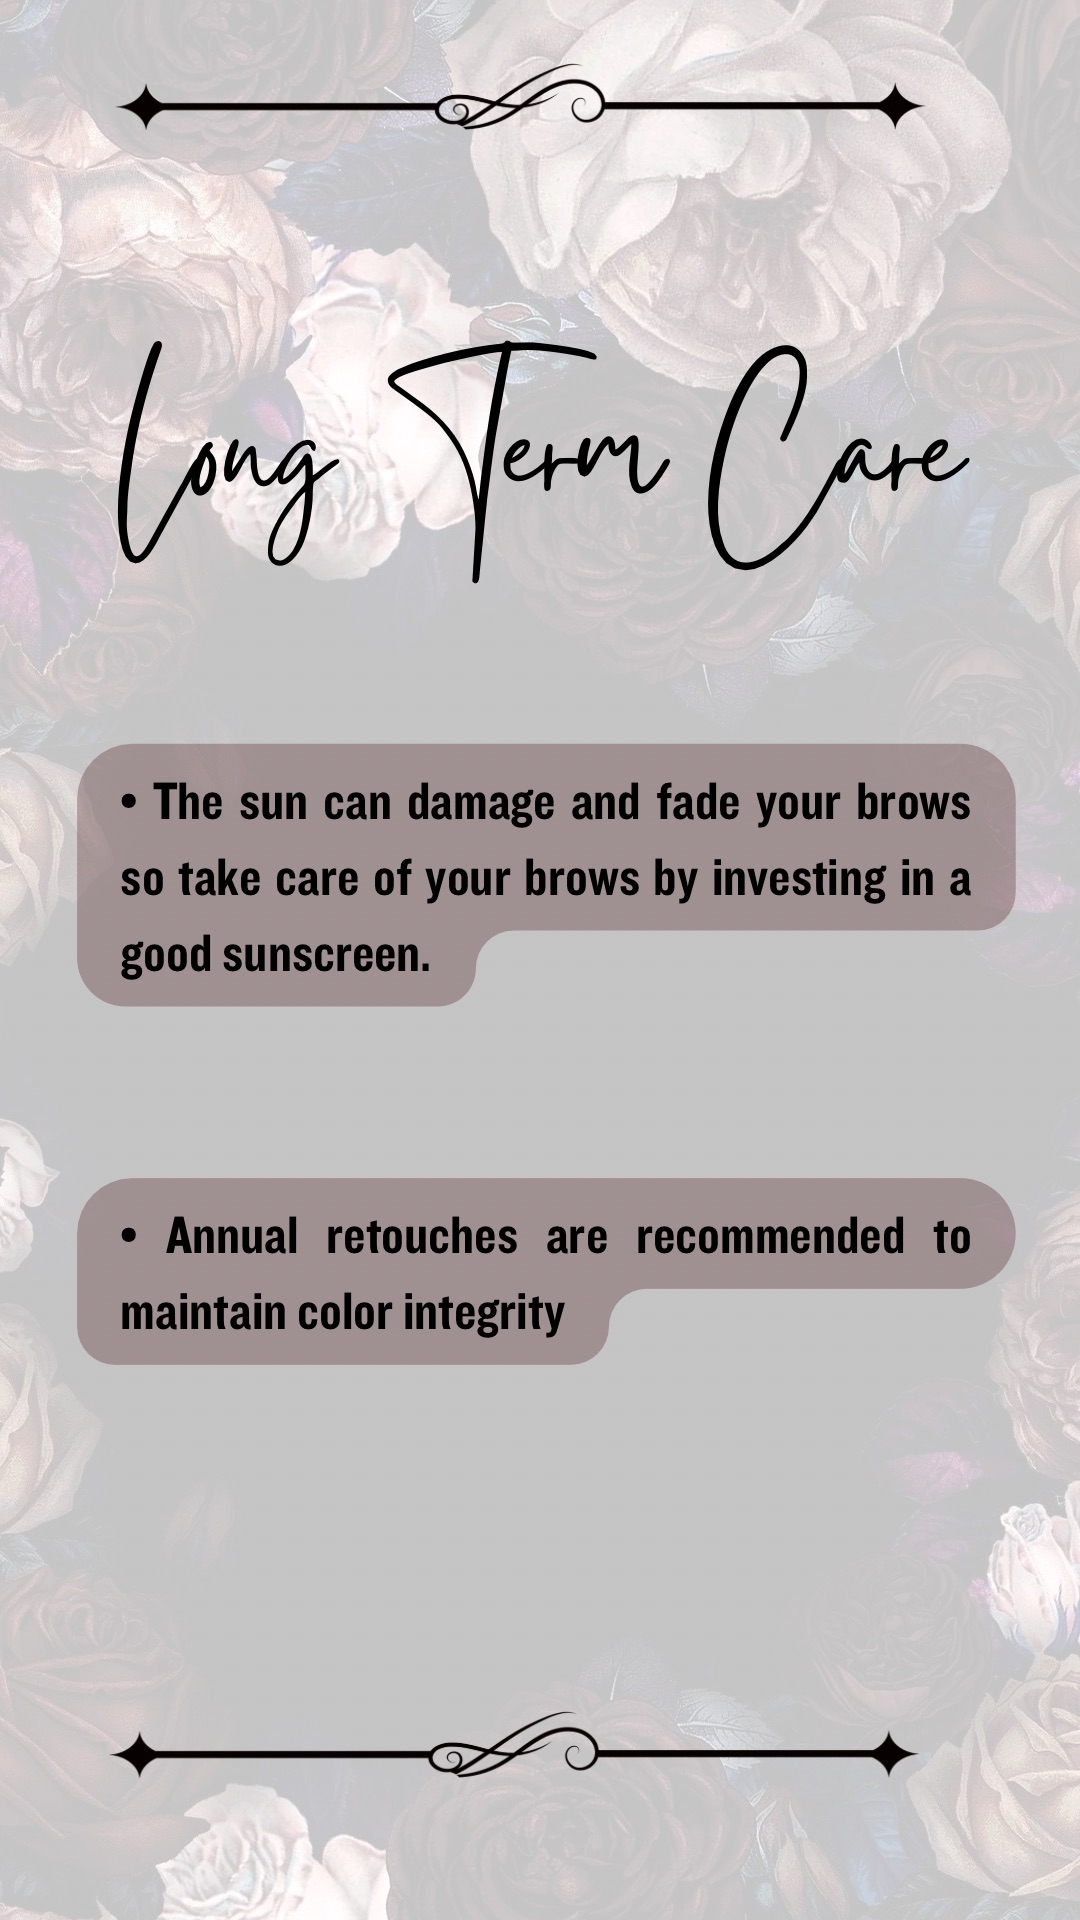 Long Term Care
• The sun can damage and fade your brows
so take care of your brows by investing in a
good sunscreen.
• Annual retouches are recommended to
maintain color integrity